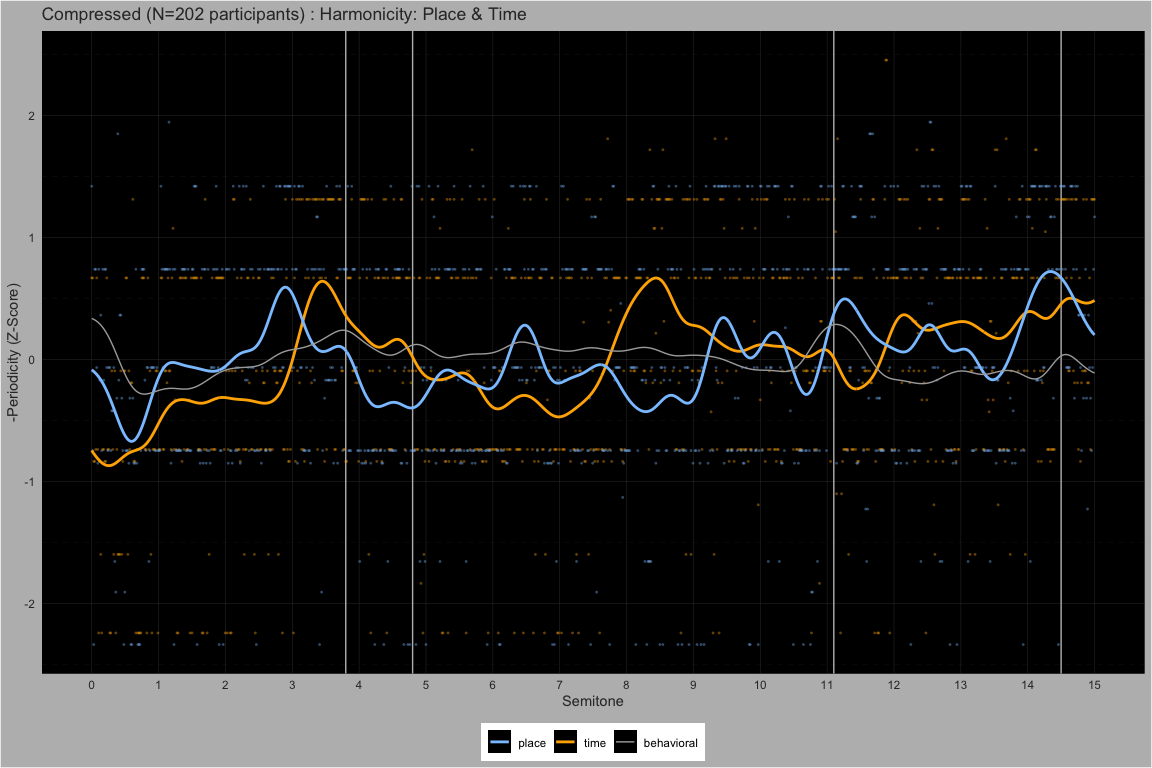 Compressed (N=202 participants) : Harmonicity: Place & Time
-Periodicity (Z-Score)
2
1
0
-1
-2
0 1 2 3 4 5 6 7 8 9 10 11 12 13 14 15
Semitone
place time behavioral